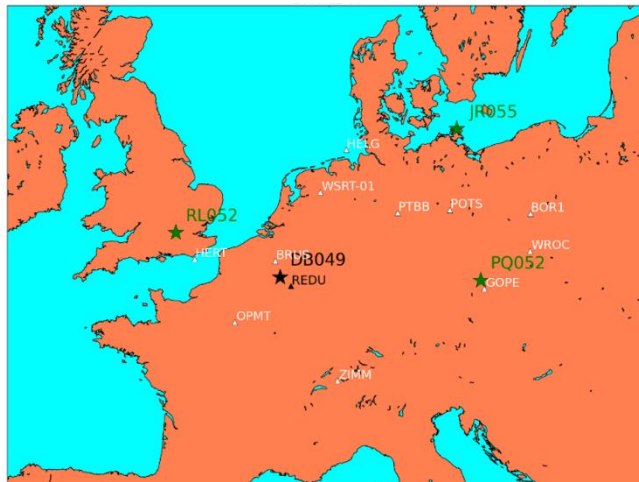 JR055
HELG
WSRT-01
PTBB
POTS
BOR1
RL052
HERT
BRUS
DB049
REDU
WROC
PQ052
GOPE
OPMT
ZIMM